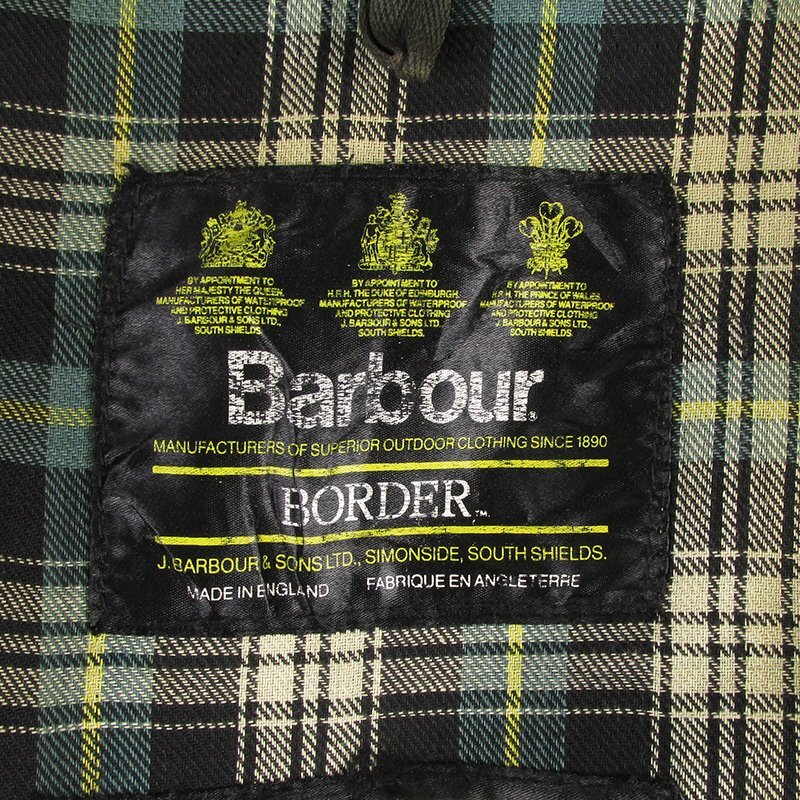 BY APPOINTMENT TO
HER MAJESTY THE QUEEN.
MANUFACTURERS OF WATERPROOF
AND PROTECTIVE CLOTHING
J. BARBOUR & SONS LTD.,
SOUTH SHIELDS.
BY APPOINTMENT TO
H.R.H. THE DUKE OF EDINBURGH.
MANUFACTURERS OF WATERPROOF
AND PROTECTIVE CLOTHING
J. BARBOUR & SONS LTD.,
SOUTH SHIELDS.
BY APPOINTMENT TO
H.R.H. THE PRINCE OF WALES.
MANUFACTURERS OF WATERPROOF
AND PROTECTIVE CLOTHING
J. BARBOUR & SONS LTD.,
SOUTH SHIELDS.
Barbour®
MANUFACTURERS OF SUPERIOR OUTDOOR CLOTHING SINCE 1890
BORDER™
J. BARBOUR & SONS LTD., SIMONSIDE, SOUTH SHIELDS.
MADE IN ENGLAND FABRIQUE EN ANGLETERRE